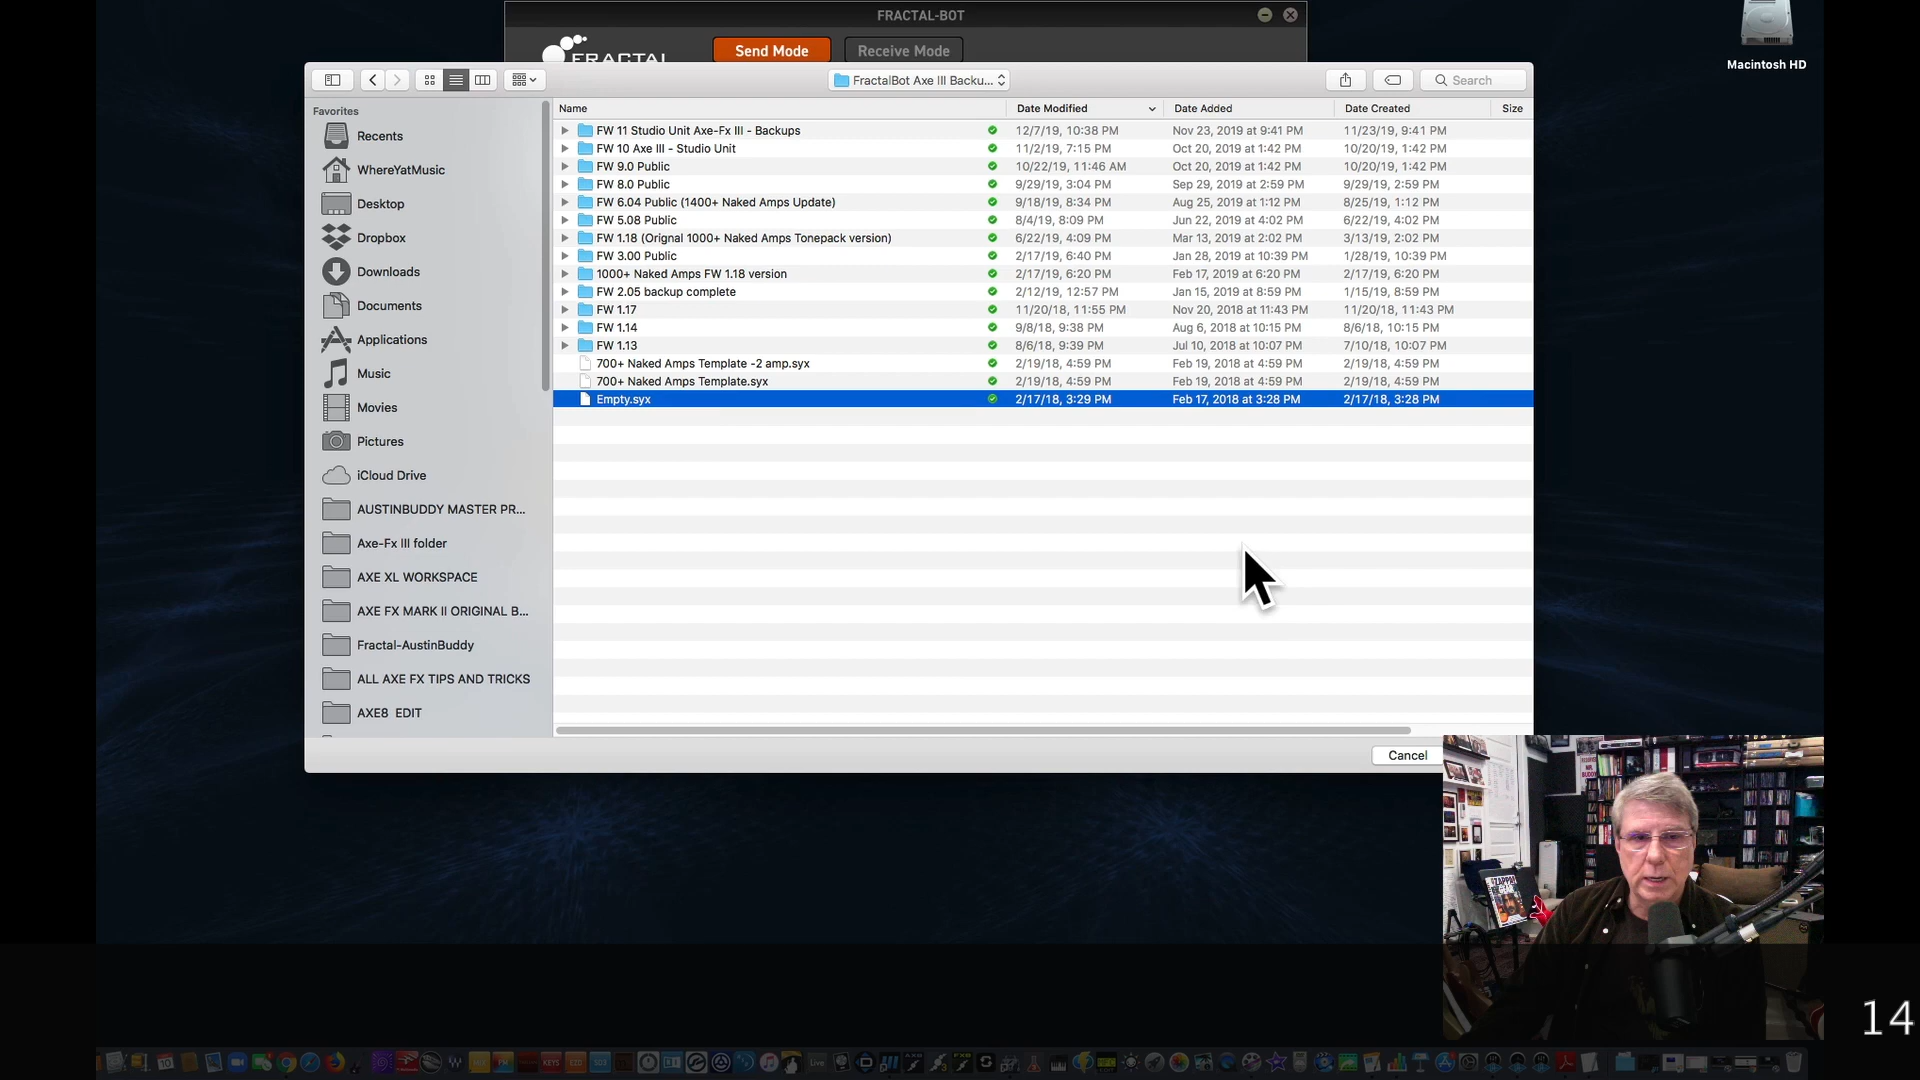 FRACTAL-BOT
FRACTAL
Send Mode
Receive Mode
Macintosh HD
FractalBot Axe III Backu...
Search
Favorites
Recents
WhereYatMusic
Desktop
Dropbox
Downloads
Documents
Applications
Music
Movies
Pictures
iCloud Drive
AUSTINBUDDY MASTER PR...
Axe-Fx III folder
AXE XL WORKSPACE
AXE FX MARK II ORIGINAL B...
Fractal-AustinBuddy
ALL AXE FX TIPS AND TRICKS
AXE8 EDIT
Name Date Modified Date Added Date Created Size
FW 11 Studio Unit Axe-Fx III - Backups 12/7/19, 10:38 PM Nov 23, 2019 at 9:41 PM 11/23/19, 9:41 PM
FW 10 Axe III - Studio Unit 11/2/19, 7:15 PM Oct 20, 2019 at 1:42 PM 10/20/19, 1:42 PM
FW 9.0 Public 10/22/19, 11:46 AM Oct 20, 2019 at 1:42 PM 10/20/19, 1:42 PM
FW 8.0 Public 9/29/19, 3:04 PM Sep 29, 2019 at 2:59 PM 9/29/19, 2:59 PM
FW 6.04 Public (1400+ Naked Amps Update) 9/18/19, 8:34 PM Aug 25, 2019 at 1:12 PM 8/25/19, 1:12 PM
FW 5.08 Public 8/4/19, 8:09 PM Jun 22, 2019 at 4:02 PM 6/22/19, 4:02 PM
FW 1.18 (Orignal 1000+ Naked Amps Tonepack version) 6/22/19, 4:09 PM Mar 13, 2019 at 2:02 PM 3/13/19, 2:02 PM
FW 3.00 Public 2/17/19, 6:40 PM Jan 28, 2019 at 10:39 PM 1/28/19, 10:39 PM
1000+ Naked Amps FW 1.18 version 2/17/19, 6:20 PM Feb 17, 2019 at 6:20 PM 2/17/19, 6:20 PM
FW 2.05 backup complete 2/12/19, 12:57 PM Jan 15, 2019 at 8:59 PM 1/15/19, 8:59 PM
FW 1.17 11/20/18, 11:55 PM Nov 20, 2018 at 11:43 PM 11/20/18, 11:43 PM
FW 1.14 9/8/18, 9:38 PM Aug 6, 2018 at 10:15 PM 8/6/18, 10:15 PM
FW 1.13 8/6/18, 9:39 PM Jul 10, 2018 at 10:07 PM 7/10/18, 10:07 PM
700+ Naked Amps Template -2 amp.syx 2/19/18, 4:59 PM Feb 19, 2018 at 4:59 PM 2/19/18, 4:59 PM
700+ Naked Amps Template.syx 2/19/18, 4:59 PM Feb 19, 2018 at 4:59 PM 2/19/18, 4:59 PM
Empty.syx 2/17/18, 3:29 PM Feb 17, 2018 at 3:28 PM 2/17/18, 3:28 PM
Cancel
ZAPPA
GEAR
14